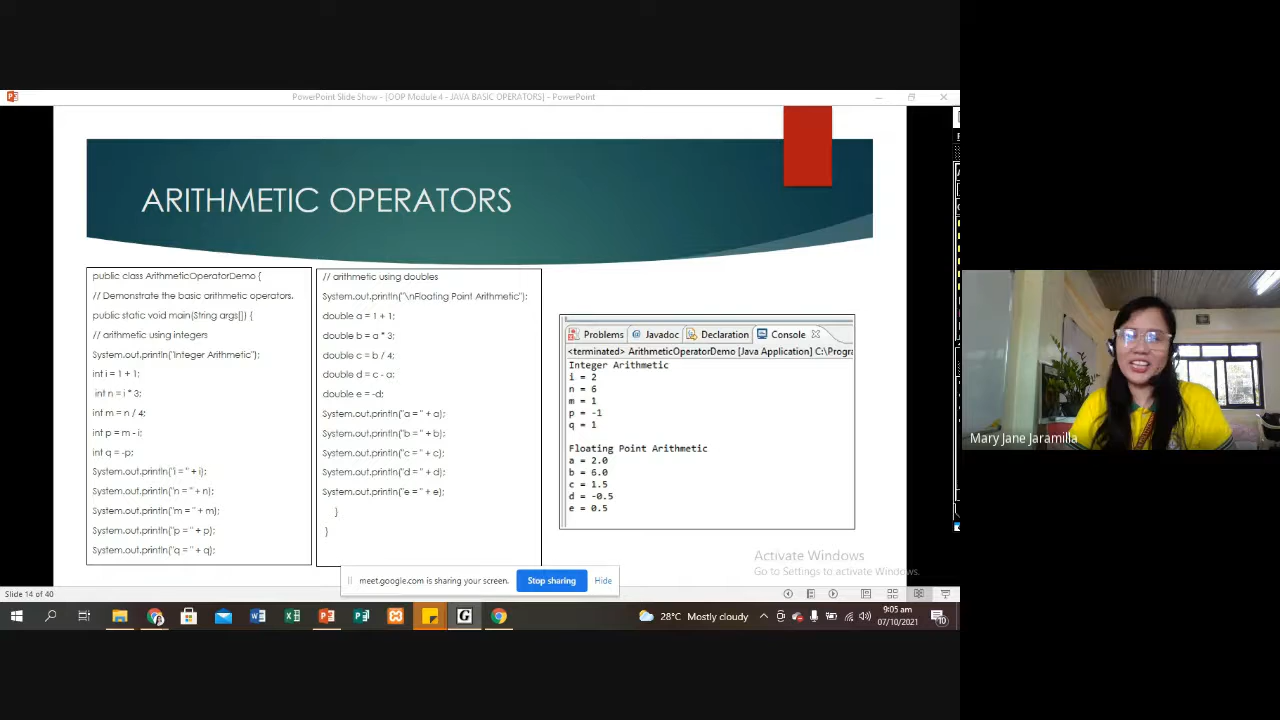 PowerPoint Slide Show - [OOP Module 4 - JAVA BASIC OPERATORS] - PowerPoint
ARITHMETIC OPERATORS
public class ArithmeticOperatorDemo {
// Demonstrate the basic arithmetic operators.
public static void main(String args[]) {
// arithmetic using integers
System.out.println("Integer Arithmetic");
int i = 1 + 1;
int n = i * 3;
int m = n / 4;
int p = m - i;
int q = -p;
System.out.println("i = " + i);
System.out.println("n = " + n);
System.out.println("m = " + m);
System.out.println("p = " + p);
System.out.println("q = " + q);
// arithmetic using doubles
System.out.println("\nFloating Point Arithmetic");
double a = 1 + 1;
double b = a * 3;
double c = b / 4;
double d = c - a;
double e = -d;
System.out.println("a = " + a);
System.out.println("b = " + b);
System.out.println("c = " + c);
System.out.println("d = " + d);
System.out.println("e = " + e);
}
}
Problems @ Javadoc Declaration Console
<terminated> ArithmeticOperatorDemo [Java Application] C:\Progra
Integer Arithmetic
i = 2
n = 6
m = 1
p = -1
q = 1
Floating Point Arithmetic
a = 2.0
b = 6.0
c = 1.5
d = -0.5
e = 0.5
Mary Jane Jaramilla
Activate Windows
Go to Settings to activate Windows.
meet.google.com is sharing your screen. Stop sharing Hide
Slide 14 of 40
28°C Mostly cloudy
9:05 am
07/10/2021
10